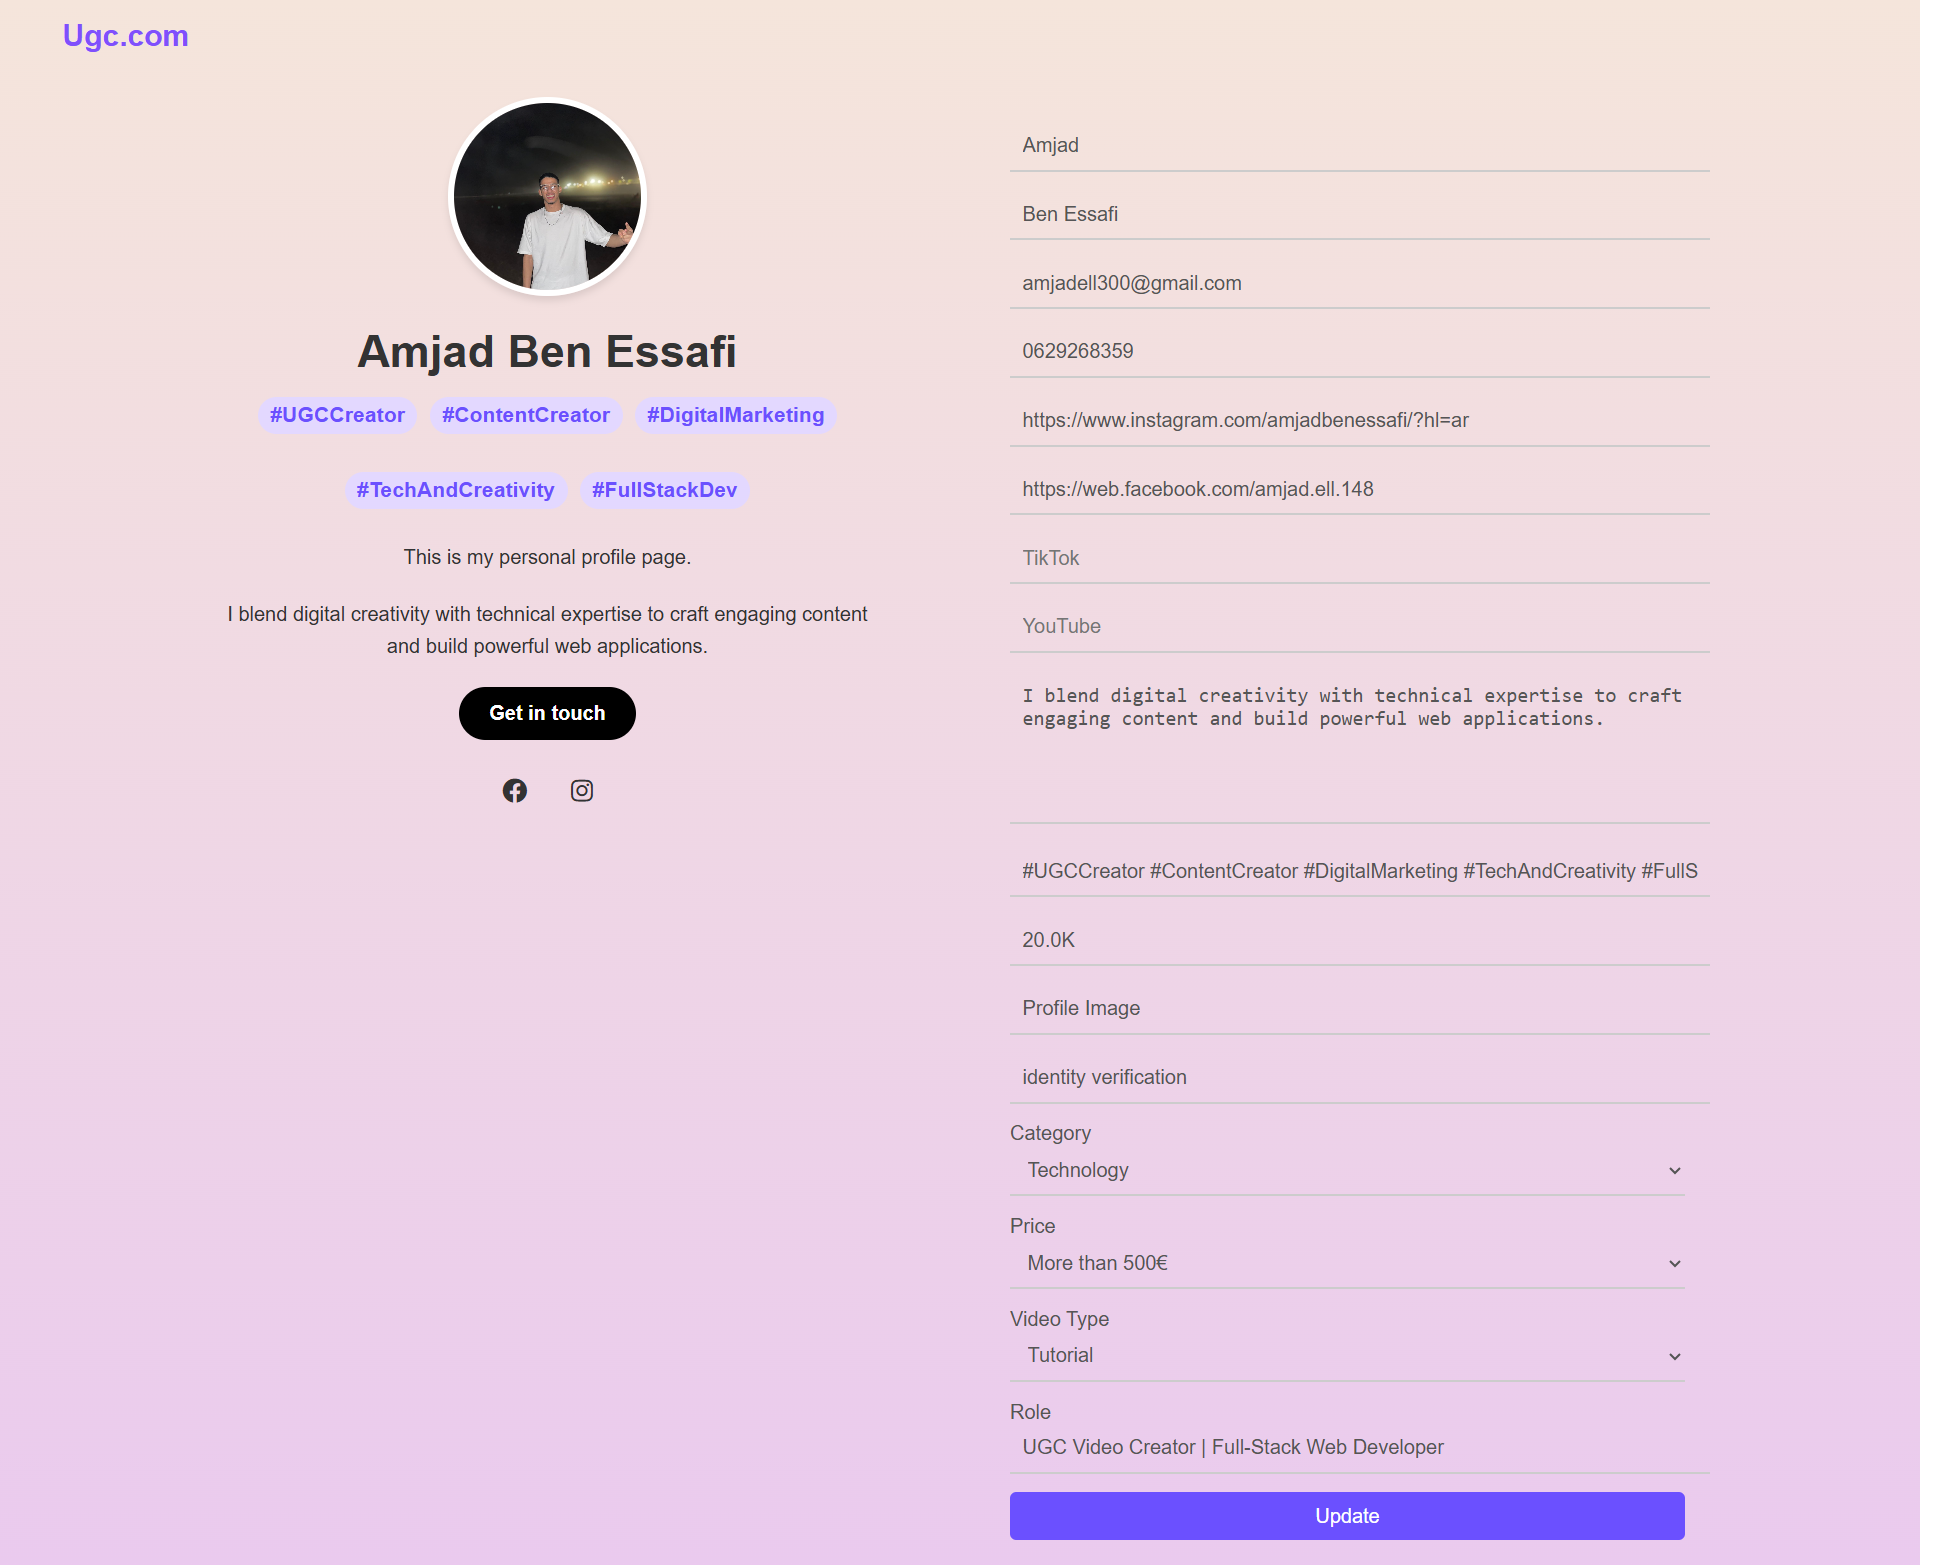 Ugc.com
Amjad Ben Essafi
#UGCCreator #ContentCreator #DigitalMarketing
#TechAndCreativity #FullStackDev
This is my personal profile page.
I blend digital creativity with technical expertise to craft engaging content
and build powerful web applications.
Get in touch
Amjad
Ben Essafi
amjadell300@gmail.com
0629268359
https://www.instagram.com/amjadbenessafi/?hl=ar
https://web.facebook.com/amjad.ell.148
TikTok
YouTube
I blend digital creativity with technical expertise to craft
engaging content and build powerful web applications.
#UGCCreator #ContentCreator #DigitalMarketing #TechAndCreativity #FullS
20.0K
Profile Image
identity verification
Category
Technology
Price
More than 500€
Video Type
Tutorial
Role
UGC Video Creator | Full-Stack Web Developer
Update